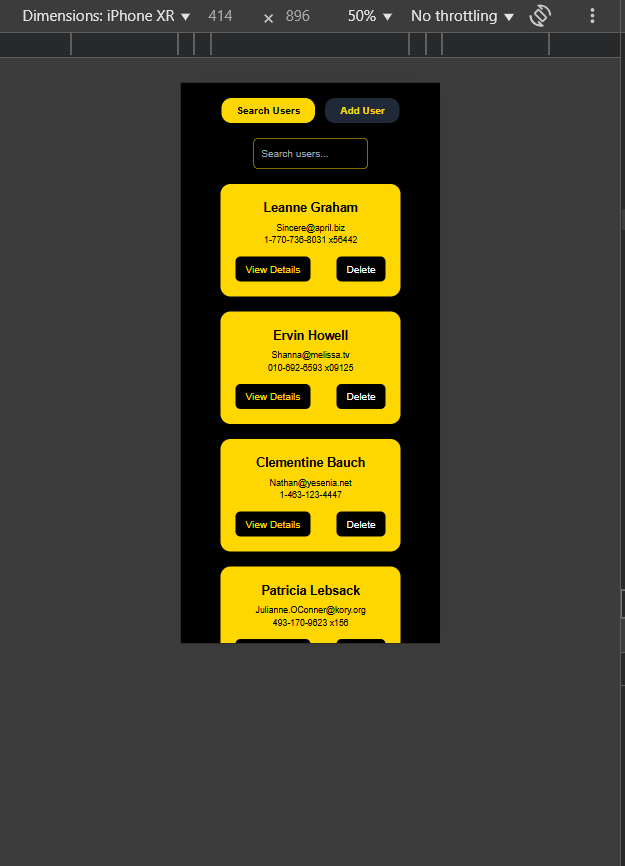 Dimensions: iPhone XR ▼ 414 × 896 50% ▼ No throttling ▼
Search Users Add User
Search users...
Leanne Graham
Sincere@april.biz
1-770-736-8031 x56442
View Details Delete
Ervin Howell
Shanna@melissa.tv
010-692-6593 x09125
View Details Delete
Clementine Bauch
Nathan@yesenia.net
1-463-123-4447
View Details Delete
Patricia Lebsack
Julianne.OConner@kory.org
493-170-9623 x156